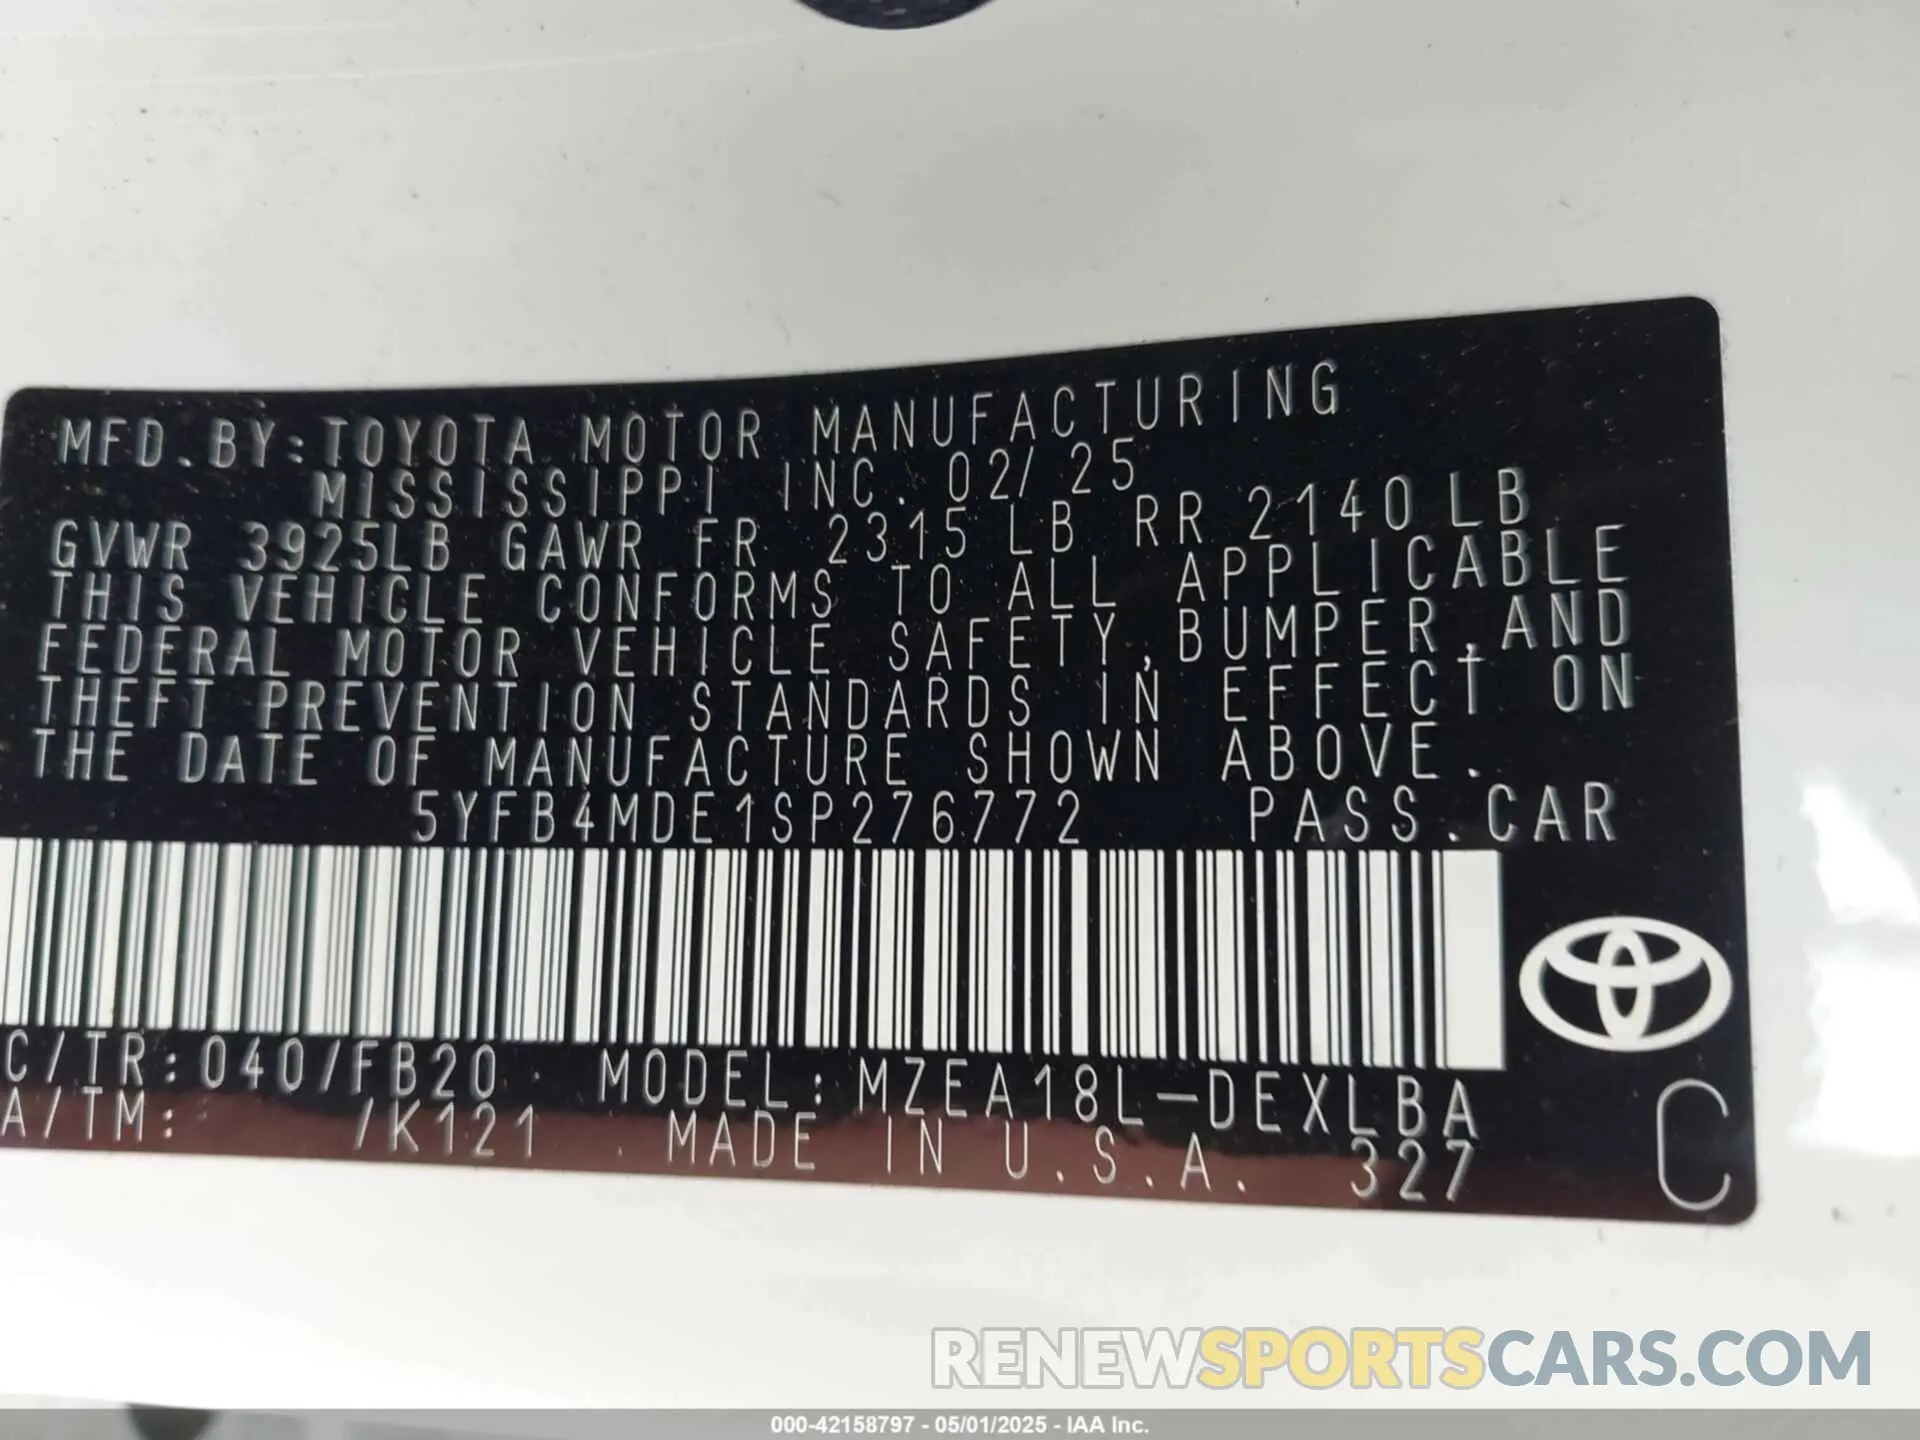 MFD.BY:TOYOTA MOTOR MANUFACTURING
MISSISSIPPI INC. 02/25
GVWR 3925LB GAWR FR 2315 LB RR 2140 LB
THIS VEHICLE CONFORMS TO ALL APPLICABLE
FEDERAL MOTOR VEHICLE SAFETY,BUMPER,AND
THEFT PREVENTION STANDARDS IN EFFECT ON
THE DATE OF MANUFACTURE SHOWN ABOVE.
5YFB4MDE1SP276772 PASS.CAR
C/TR:040/FB20 MODEL:MZEA18L-DEXLBA
A/TM: /K121 MADE IN U.S.A. 327
C
RENEWSPORTSCARS.COM
000-42158797 - 05/01/2025 - IAA Inc.